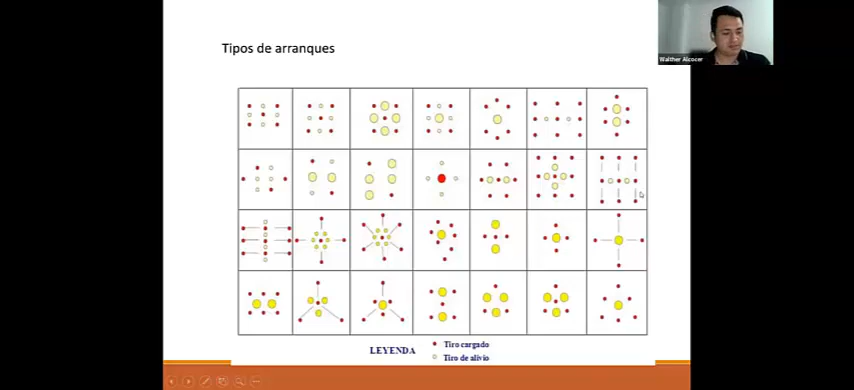 Tipos de arranques
Walther Alcocer
LEYENDA
Tiro cargado
Tiro de alivio